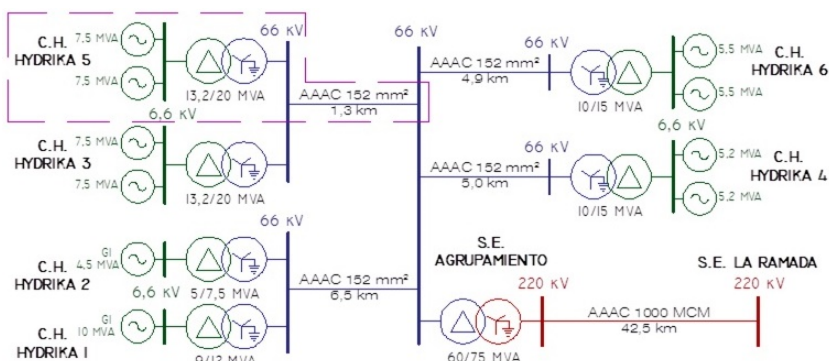 7.5 MVA
C.H.
HYDRIKA 5
7.5 MVA
13,2/20 MVA
66 kV
6,6 kV
AAAC 152 mm²
1,3 km
7.5 MVA
C.H.
HYDRIKA 3
7.5 MVA
13,2/20 MVA
66 kV
66 kV
AAAC 152 mm²
4,9 km
66 kV
10/15 MVA
5.5 MVA
C.H.
HYDRIKA 6
5.5 MVA
6,6 kV
AAAC 152 mm²
5,0 km
66 kV
10/15 MVA
5.2 MVA
C.H.
HYDRIKA 4
5.2 MVA
GI
4.5 MVA
C.H.
HYDRIKA 2
6,6 kV
5/7,5 MVA
AAAC 152 mm²
6,5 km
GI
10 MVA
C.H.
HYDRIKA 1
9/12 MVA
S.E.
AGRUPAMIENTO
220 kV
60/75 MVA
AAAC 1000 MCM
42,5 km
S.E. LA RAMADA
220 kV